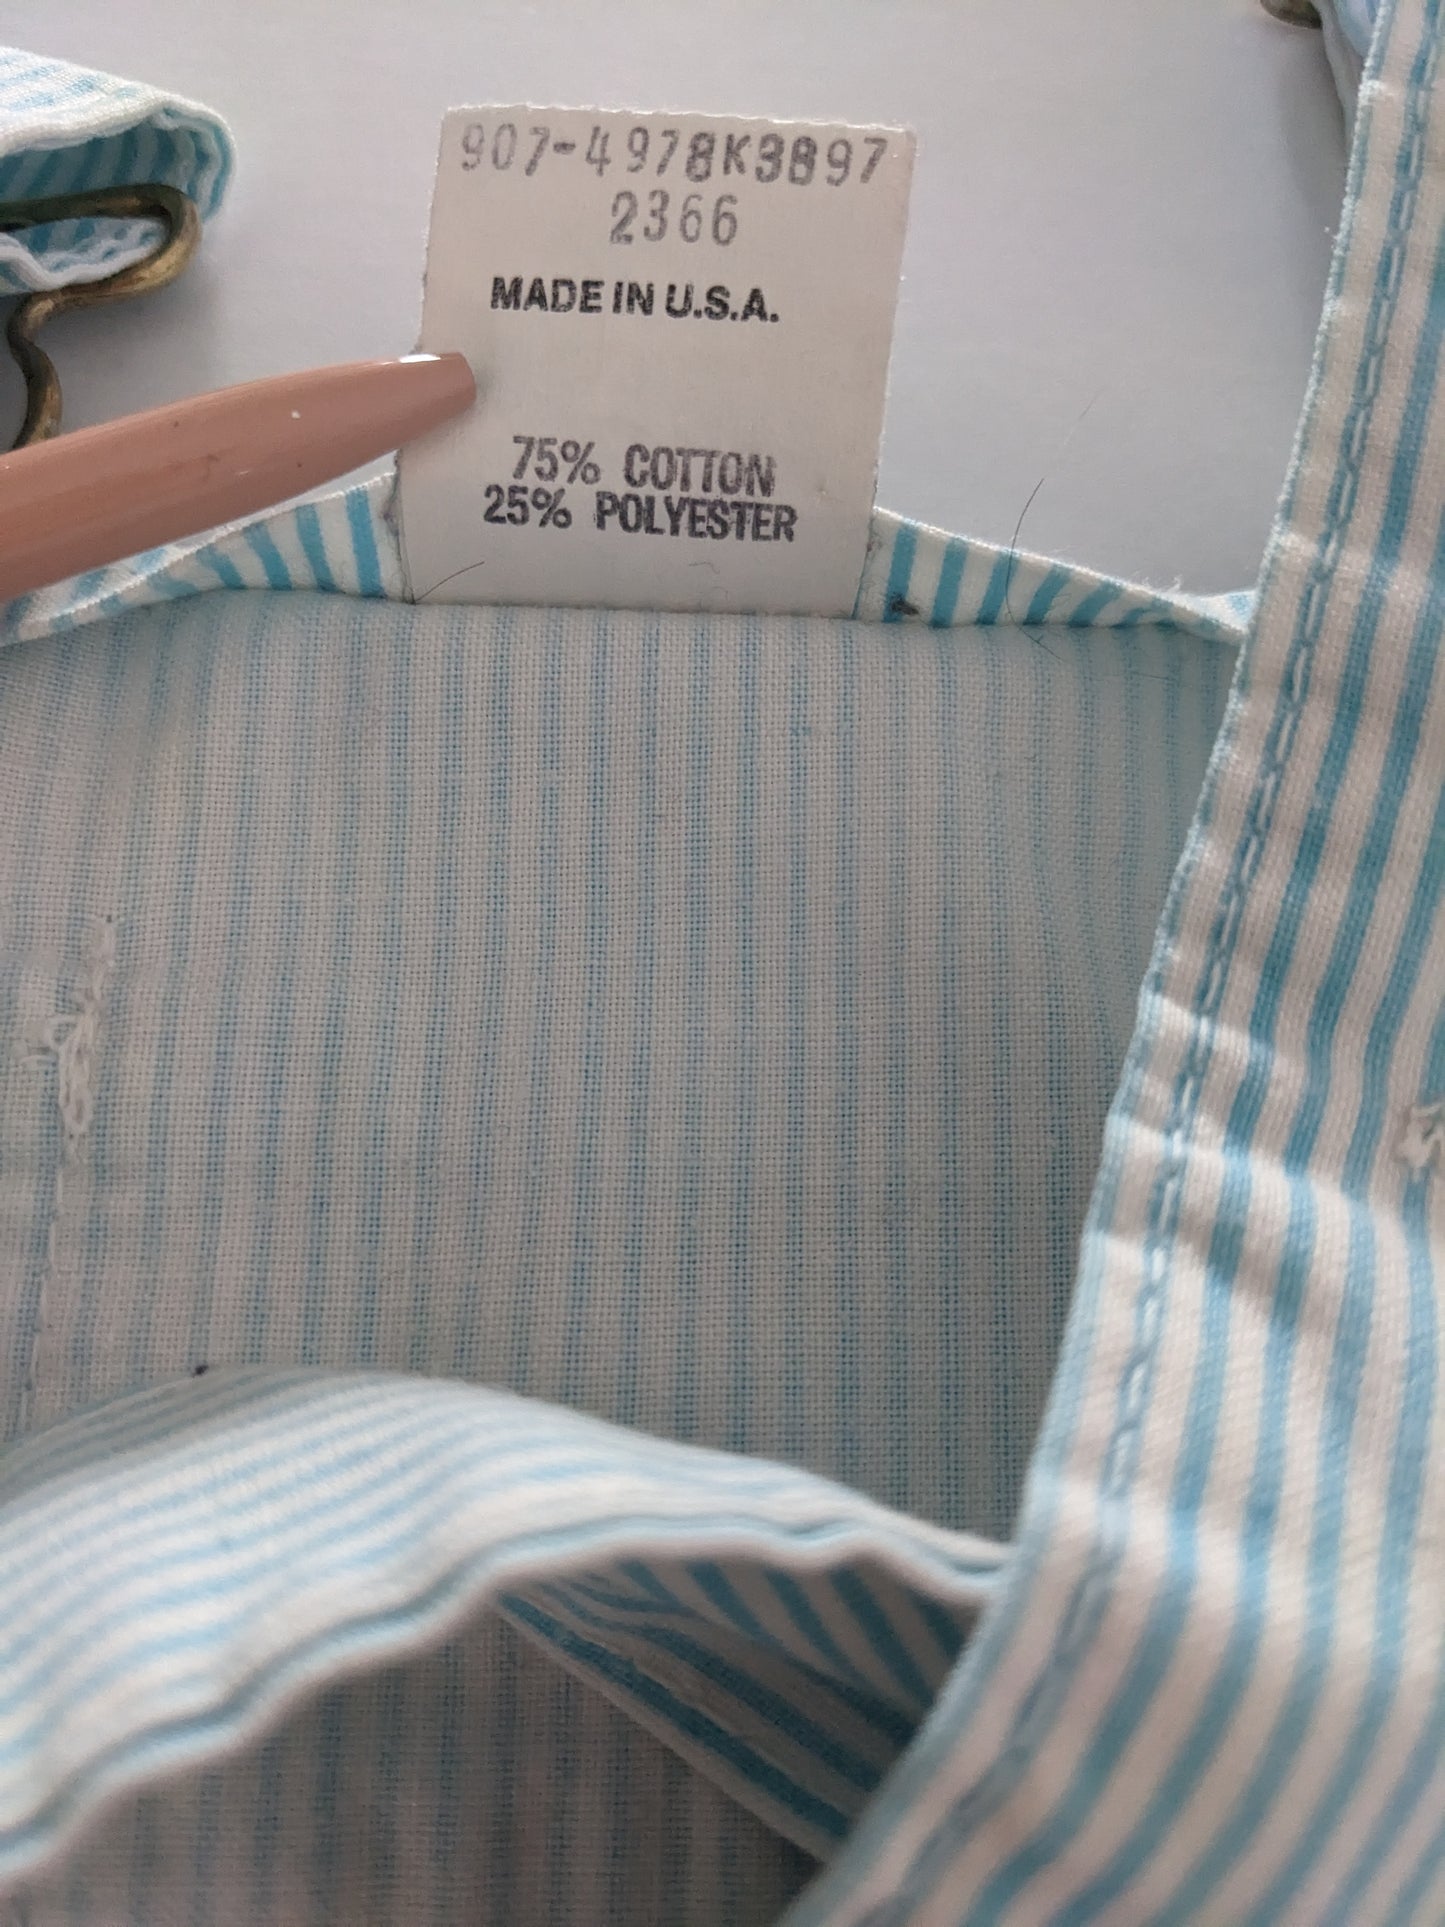 907-4978K3897
2366
MADE IN U.S.A.
75% COTTON
25% POLYESTER